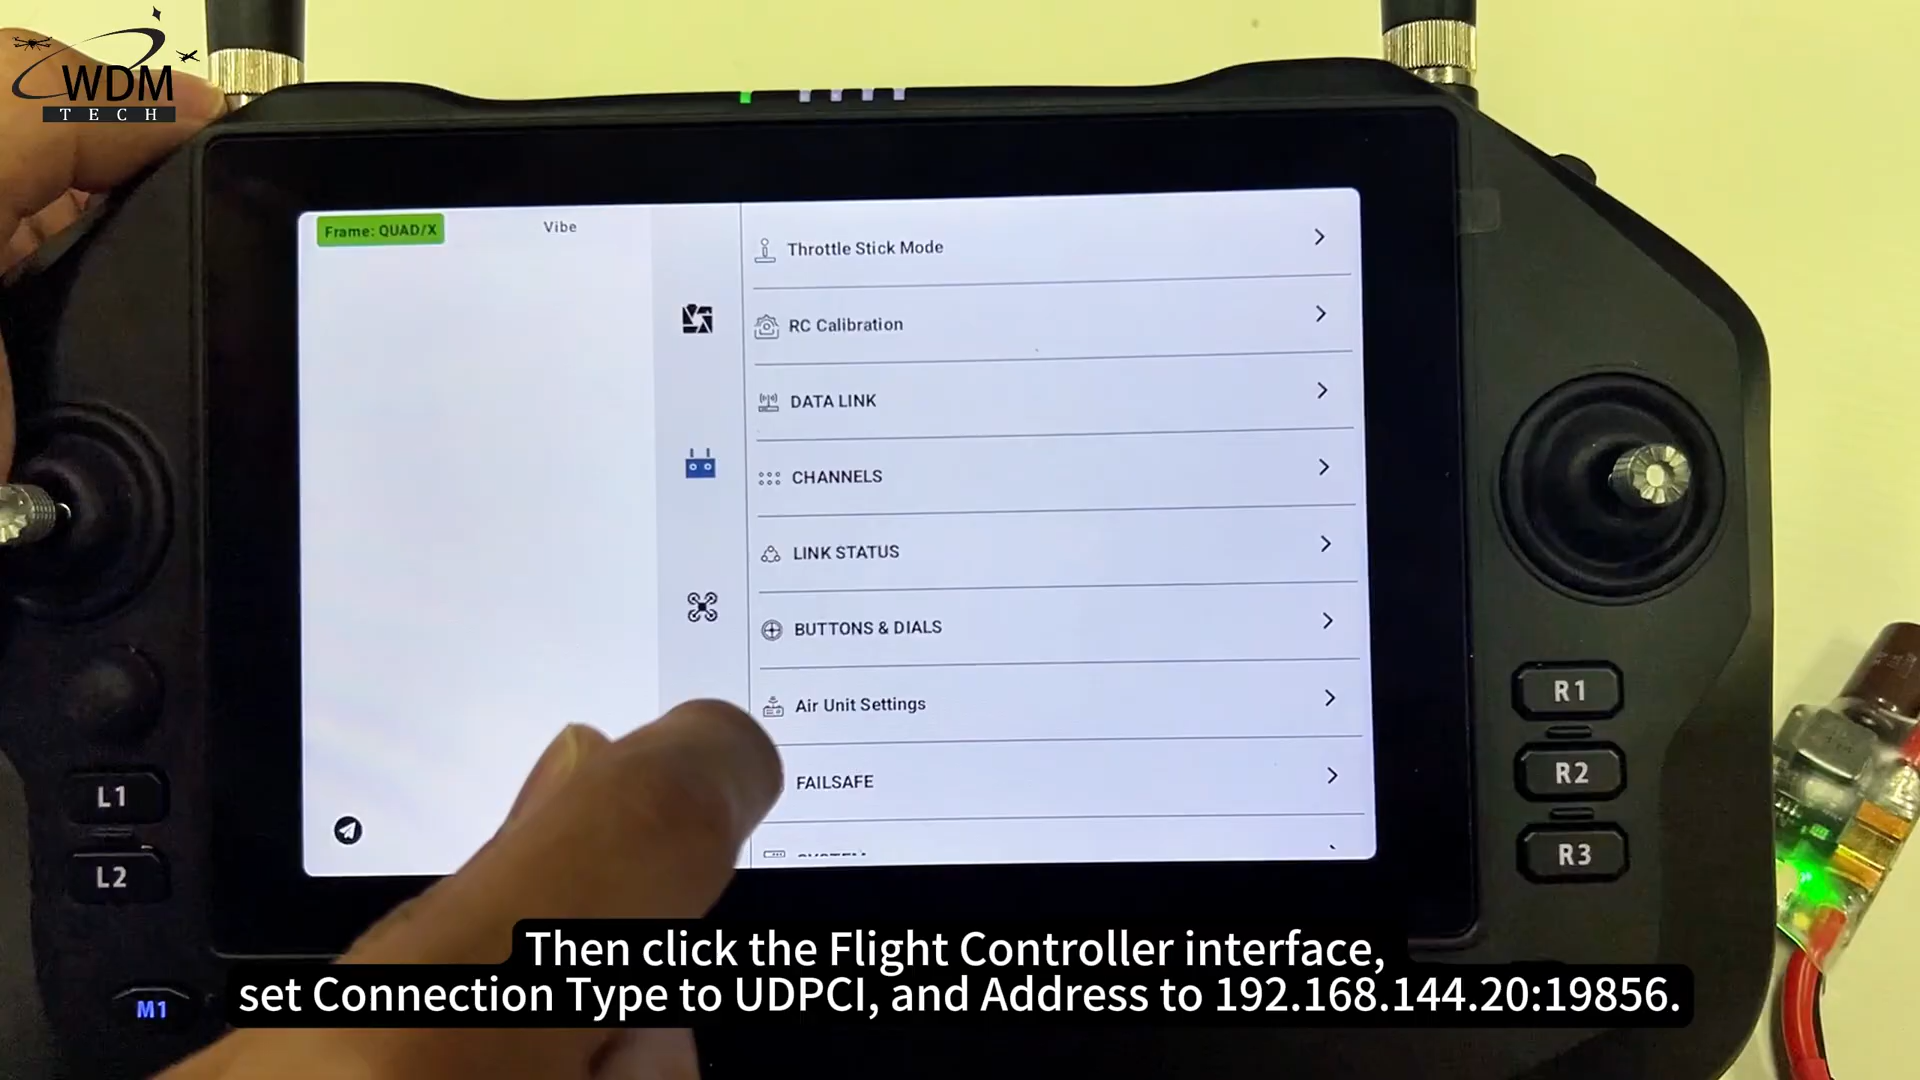 WDM
TECH
Frame: QUAD/X
Vibe
Throttle Stick Mode
RC Calibration
DATA LINK
CHANNELS
LINK STATUS
BUTTONS & DIALS
Air Unit Settings
FAILSAFE
L1
L2
M1
R1
R2
R3
Then click the Flight Controller interface,
set Connection Type to UDPCI, and Address to 192.168.144.20:19856.